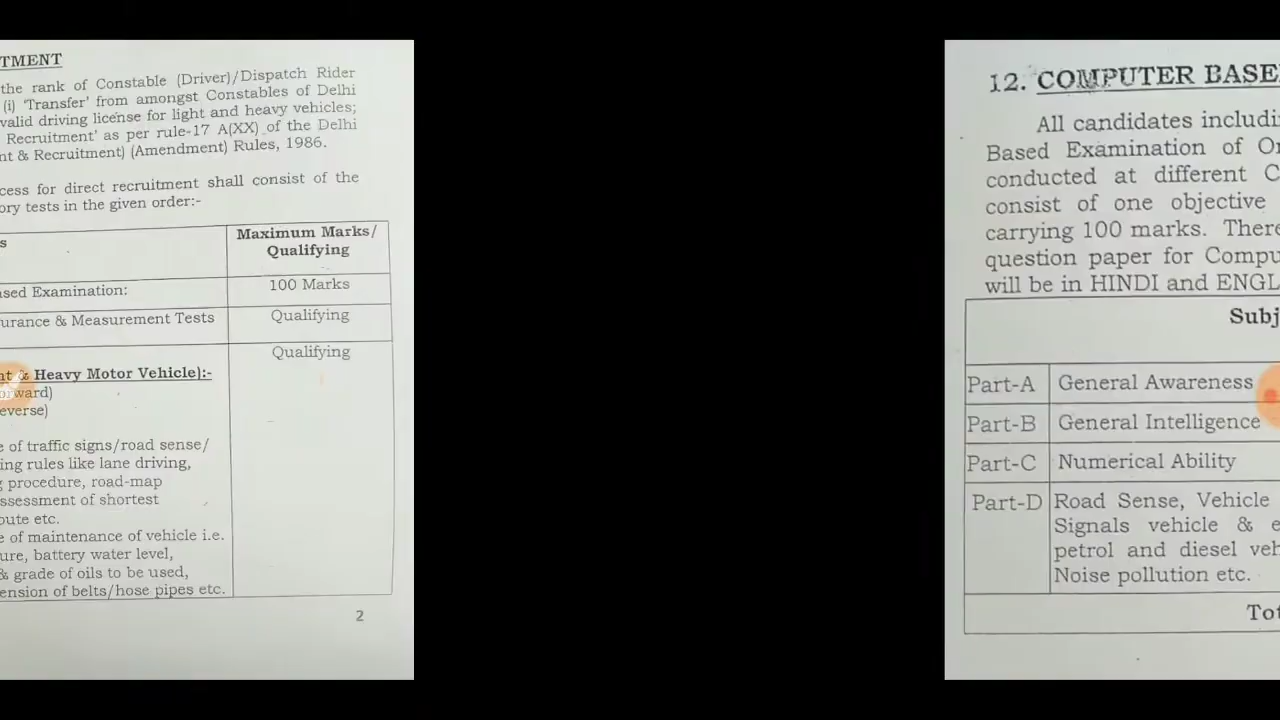 TMENT
the rank of Constable (Driver)/Dispatch Rider
(i) 'Transfer' from amongst Constables of Delhi
valid driving license for light and heavy vehicles;
Recruitment' as per rule-17 A(XX) of the Delhi
nt & Recruitment) (Amendment) Rules, 1986.
cess for direct recruitment shall consist of the
ory tests in the given order:-
s
Maximum Marks/
Qualifying
ased Examination:
100 Marks
urance & Measurement Tests
Qualifying
Qualifying
& Heavy Motor Vehicle):-
orward)
everse)
e of traffic signs/road sense/
ing rules like lane driving,
g procedure, road-map
ssessment of shortest
oute etc.
e of maintenance of vehicle i.e.
ure, battery water level,
& grade of oils to be used,
ension of belts/hose pipes etc.
2
12. COMPUTER BASE
All candidates includi
Based Examination of On
conducted at different C
consist of one objective
carrying 100 marks. There
question paper for Compu
will be in HINDI and ENGL
Subj
Part-A General Awareness
Part-B General Intelligence
Part-C Numerical Ability
Part-D Road Sense, Vehicle
Signals vehicle & e
petrol and diesel veh
Noise pollution etc.
Tot